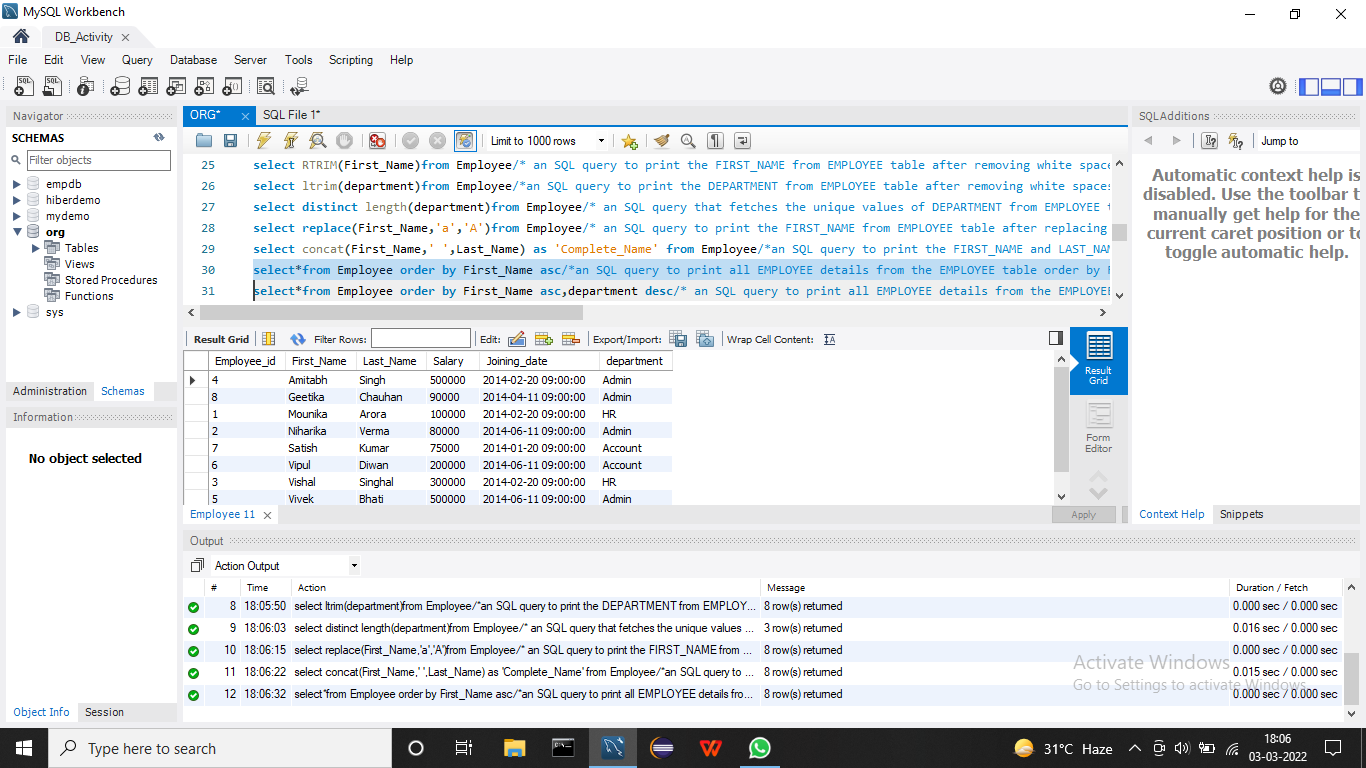 MySQL Workbench
DB_Activity
File Edit View Query Database Server Tools Scripting Help
Navigator
SCHEMAS
Filter objects
empdb
hiberdemo
mydemo
org
Tables
Views
Stored Procedures
Functions
sys
Administration Schemas
Information
No object selected
Object Info Session
ORG* SQL File 1*
Limit to 1000 rows
25 select RTRIM(First_Name)from Employee/* an SQL query to print the FIRST_NAME from EMPLOYEE table after removing white space
26 select ltrim(department)from Employee/*an SQL query to print the DEPARTMENT from EMPLOYEE table after removing white spaces
27 select distinct length(department)from Employee/* an SQL query that fetches the unique values of DEPARTMENT from EMPLOYEE
28 select replace(First_Name,'a','A')from Employee/* an SQL query to print the FIRST_NAME from EMPLOYEE table after replacing
29 select concat(First_Name,' ',Last_Name) as 'Complete_Name' from Employee/*an SQL query to print the FIRST_NAME and LAST_NAM
30 select*from Employee order by First_Name asc/*an SQL query to print all EMPLOYEE details from the EMPLOYEE table order by
31 select*from Employee order by First_Name asc,department desc/* an SQL query to print all EMPLOYEE details from the EMPLOYEE
Result Grid Filter Rows: Edit: Export/Import: Wrap Cell Content:
Employee_id First_Name Last_Name Salary Joining_date department
4 Amitabh Singh 500000 2014-02-20 09:00:00 Admin
8 Geetika Chauhan 90000 2014-04-11 09:00:00 Admin
1 Mounika Arora 100000 2014-02-20 09:00:00 HR
2 Niharika Verma 80000 2014-06-11 09:00:00 Admin
7 Satish Kumar 75000 2014-01-20 09:00:00 Account
6 Vipul Diwan 200000 2014-06-11 09:00:00 Account
3 Vishal Singhal 300000 2014-02-20 09:00:00 HR
5 Vivek Bhati 500000 2014-06-11 09:00:00 Admin
Result
Grid
Form
Editor
Employee 11
Apply
SQLAdditions
Jump to
Automatic context help is
disabled. Use the toolbar t
manually get help for the
current caret position or to
toggle automatic help.
Context Help Snippets
Output
Action Output
# Time Action Message Duration / Fetch
8 18:05:50 select ltrim(department)from Employee/*an SQL query to print the DEPARTMENT from EMPLOY... 8 row(s) returned 0.000 sec / 0.000 sec
9 18:06:03 select distinct length(department)from Employee/* an SQL query that fetches the unique values ... 3 row(s) returned 0.016 sec / 0.000 sec
10 18:06:15 select replace(First_Name,'a','A')from Employee/* an SQL query to print the FIRST_NAME from ... 8 row(s) returned 0.000 sec / 0.000 sec
11 18:06:22 select concat(First_Name,' ',Last_Name) as 'Complete_Name' from Employee/*an SQL query to ... 8 row(s) returned 0.015 sec / 0.000 sec
12 18:06:32 select*from Employee order by First_Name asc/*an SQL query to print all EMPLOYEE details fro... 8 row(s) returned 0.000 sec / 0.000 sec
Activate Windows
Go to Settings to activate Windows.
Type here to search
31°C Haze
18:06
03-03-2022